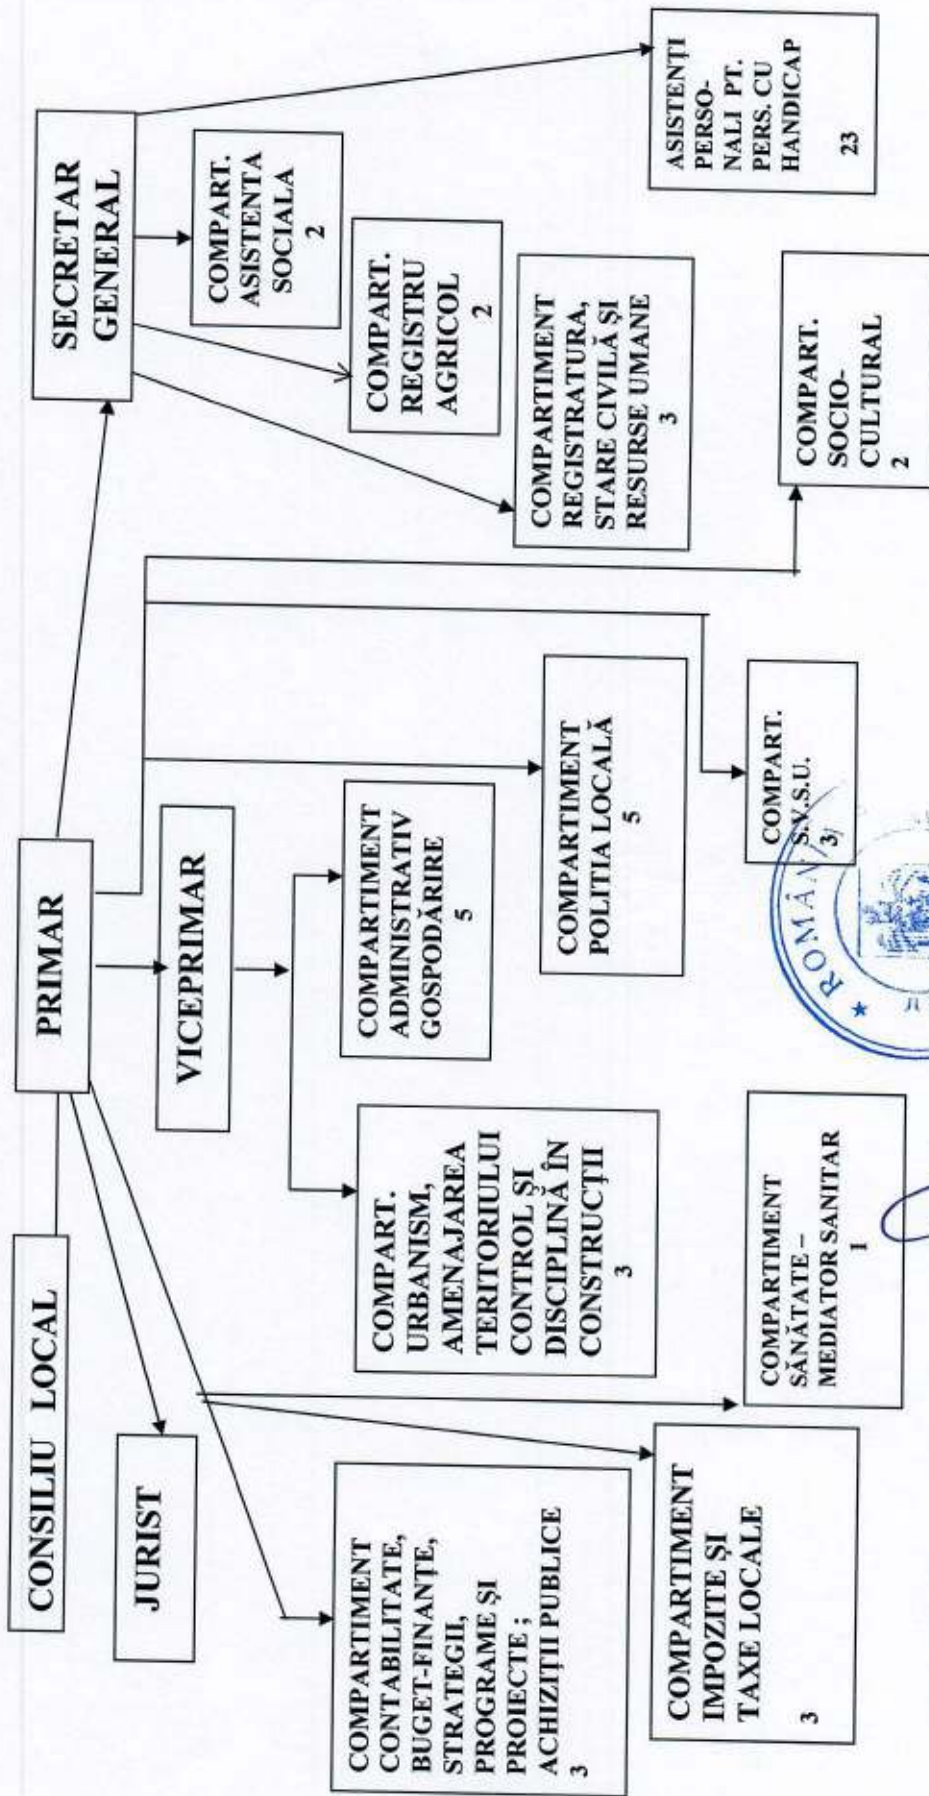 CONSILIU LOCAL
PRIMAR
SECRETAR
GENERAL
JURIST
VICEPRIMAR
COMPART.
ASISTENTA
SOCIALA
2
COMPART.
REGISTRU
AGRICOL
2
COMPARTIMENT
REGISTRATURA,
STARE CIVILĂ ȘI
RESURSE UMANE
3
ASISTENȚI
PERSO-
NALI PT.
PERS. CU
HANDICAP
23
COMPARTIMENT
CONTABILITATE,
BUGET-FINANȚE,
STRATEGII,
PROGRAME ȘI
PROIECTE ;
ACHIZIȚII PUBLICE
3
COMPART.
URBANISM,
AMENAJAREA
TERITORIULUI
CONTROL ȘI
DISCIPLINĂ ÎN
CONSTRUCȚII
3
COMPARTIMENT
ADMINISTRATIV
GOSPODĂRIRE
5
COMPARTIMENT
POLITIA LOCALĂ
5
COMPARTIMENT
IMPOZITE ȘI
TAXE LOCALE
3
COMPARTIMENT
SĂNĂTATE –
MEDIATOR SANITAR
1
COMPART.
S.V.S.U.
3
COMPART.
SOCIO-
CULTURAL
2
★ ROMÂNI